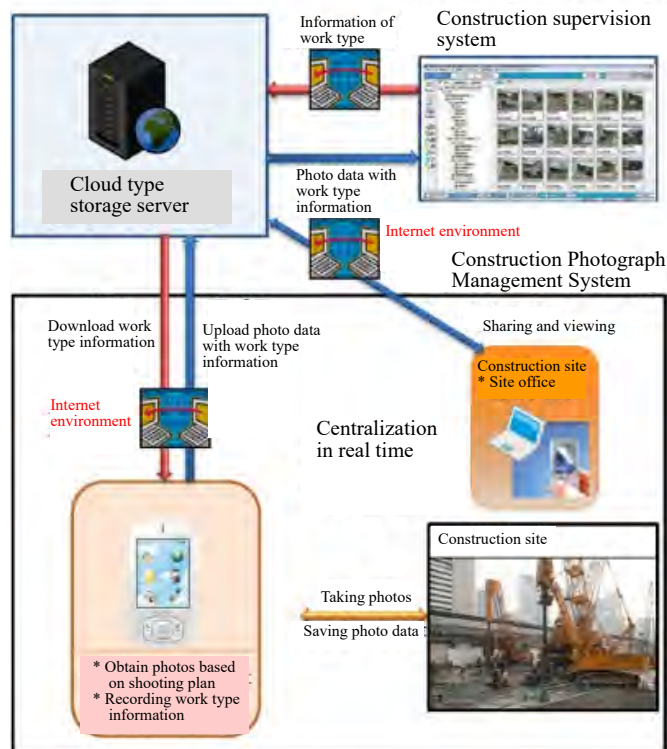 Information of
work type
Construction supervision
system
Cloud type
storage server
Photo data with
work type
information
Internet environment
Construction Photograph
Management System
Download work
type information
Upload photo data
with work type
information
Sharing and viewing
Construction site
* Site office
Internet
environment
Centralization
in real time
Construction site
Taking photos
Saving photo data
* Obtain photos based
on shooting plan
* Recording work type
information